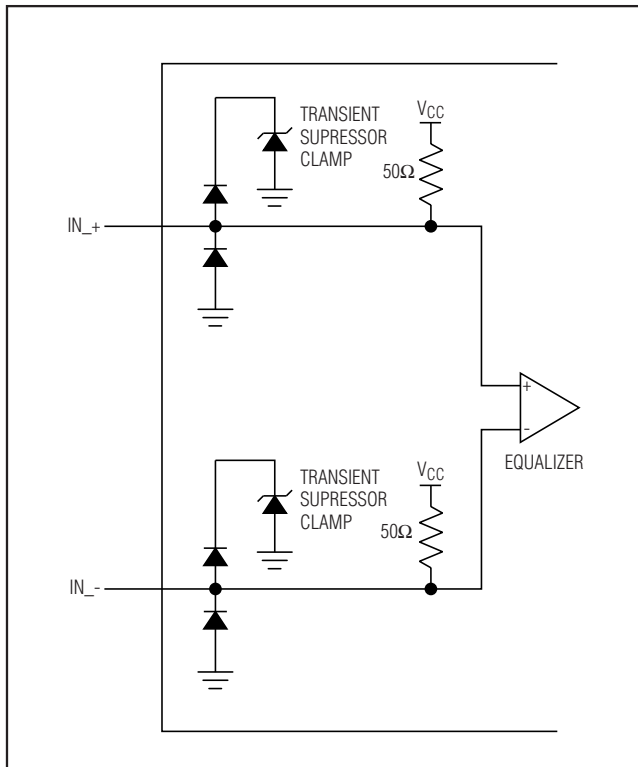 TRANSIENT
SUPRESSOR
CLAMP
VCC
50Ω
IN_+
+
-
EQUALIZER
TRANSIENT
SUPRESSOR
CLAMP
VCC
50Ω
IN_-